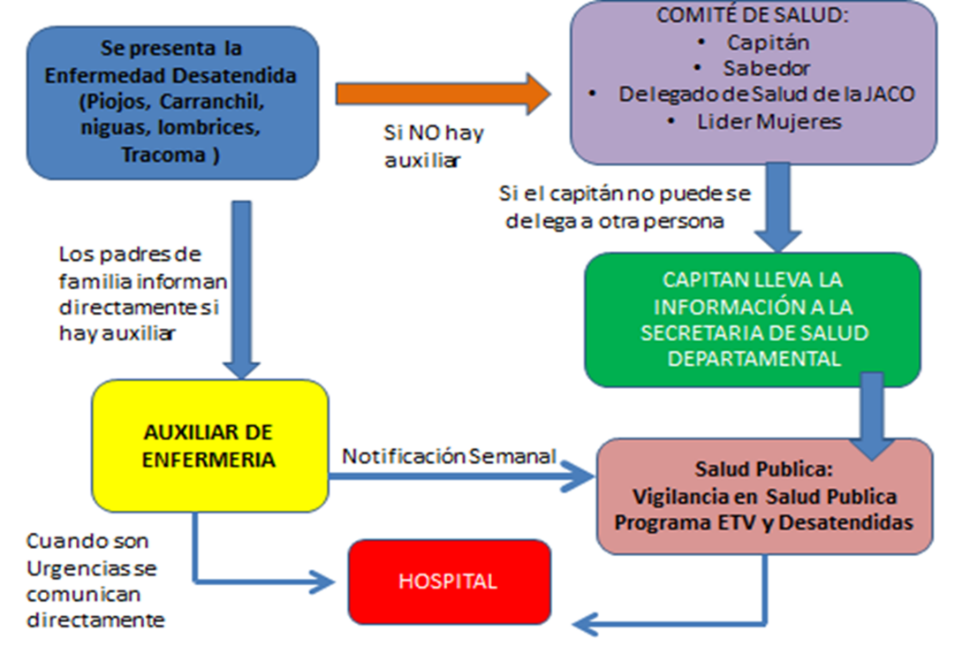 Se presenta la
Enfermedad Desatendida
(Piojos, Carranchil,
niguas, lombrices,
Tracoma )
Si NO hay
auxiliar
COMITÉ DE SALUD:
• Capitán
• Sabedor
• Delegado de Salud de la JACO
• Lider Mujeres
Si el capitán no puede se
delega a otra persona
CAPITAN LLEVA LA
INFORMACIÓN A LA
SECRETARIA DE SALUD
DEPARTAMENTAL
Los padres de
familia informan
directamente si
hay auxiliar
AUXILIAR DE
ENFERMERIA
Notificación Semanal
Salud Publica:
Vigilancia en Salud Publica
Programa ETV y Desatendidas
Cuando son
Urgencias se
comunican
directamente
HOSPITAL